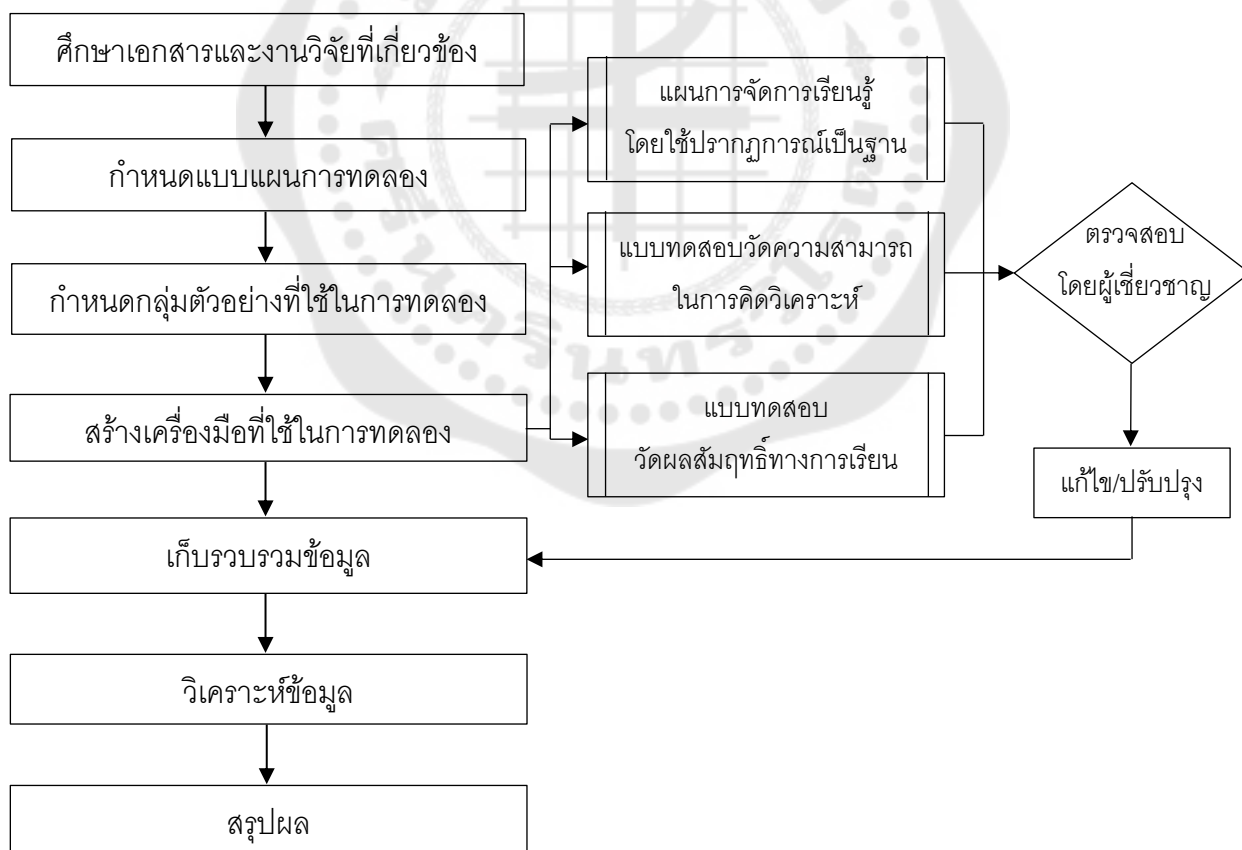 ศึกษาเอกสารและงานวิจัยที่เกี่ยวข้อง
กำหนดแบบแผนการทดลอง
กำหนดกลุ่มตัวอย่างที่ใช้ในการทดลอง
สร้างเครื่องมือที่ใช้ในการทดลอง
แผนการจัดการเรียนรู้
โดยใช้ปรากฏการณ์เป็นฐาน
แบบทดสอบวัดความสามารถ
ในการคิดวิเคราะห์
แบบทดสอบ
วัดผลสัมฤทธิ์ทางการเรียน
ตรวจสอบ
โดยผู้เชี่ยวชาญ
แก้ไข/ปรับปรุง
เก็บรวบรวมข้อมูล
วิเคราะห์ข้อมูล
สรุปผล